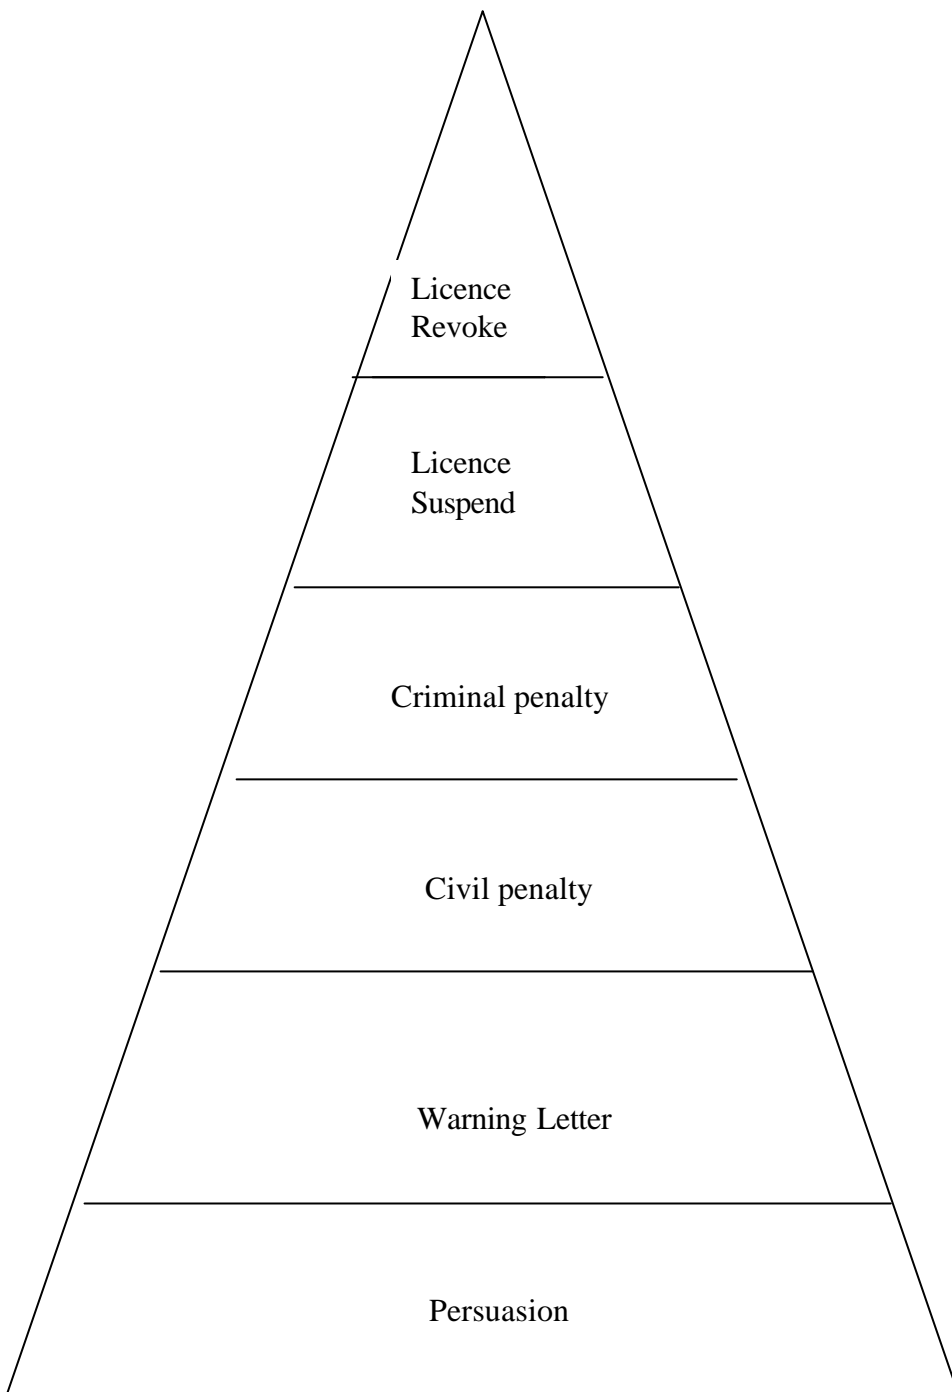 Licence
Revoke
Licence
Suspend
Criminal penalty
Civil penalty
Warning Letter
Persuasion